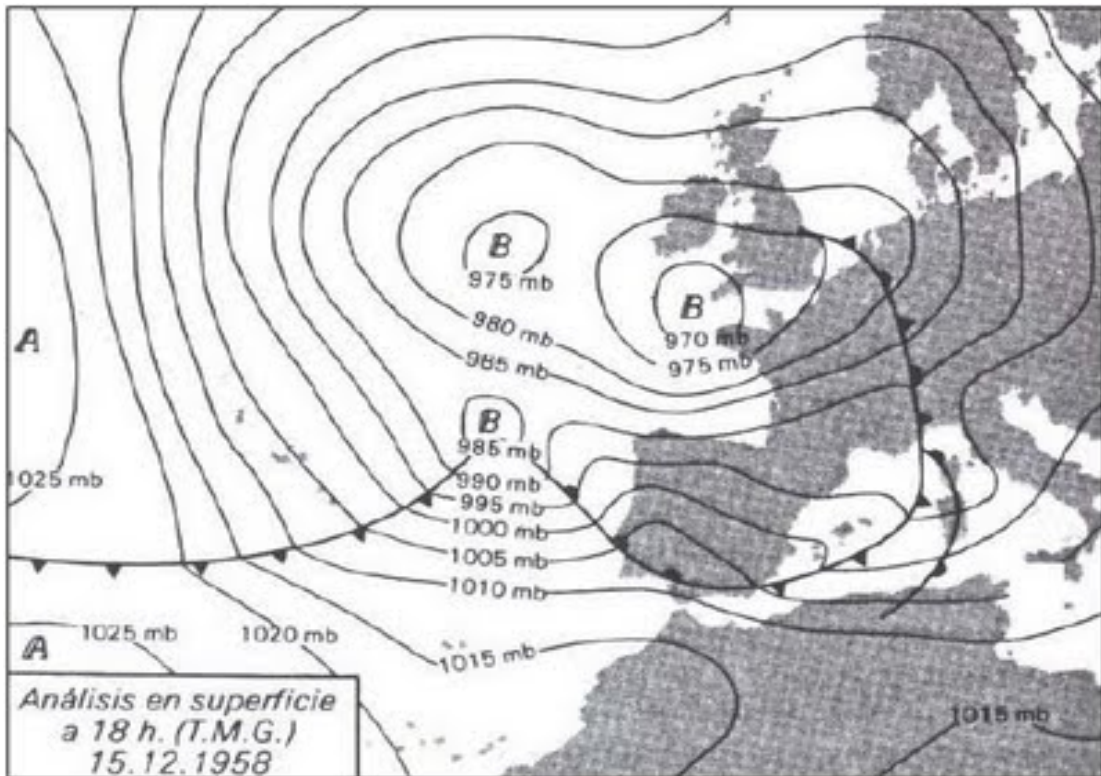 B
975 mb
B
970 mb
975 mb
980 mb
985 mb
A
B
985 mb
990 mb
995 mb
1000 mb
1005 mb
1010 mb
1025 mb
1025 mb
1020 mb
1015 mb
A
1015 mb
Análisis en superficie
a 18 h. (T.M.G.)
15.12.1958